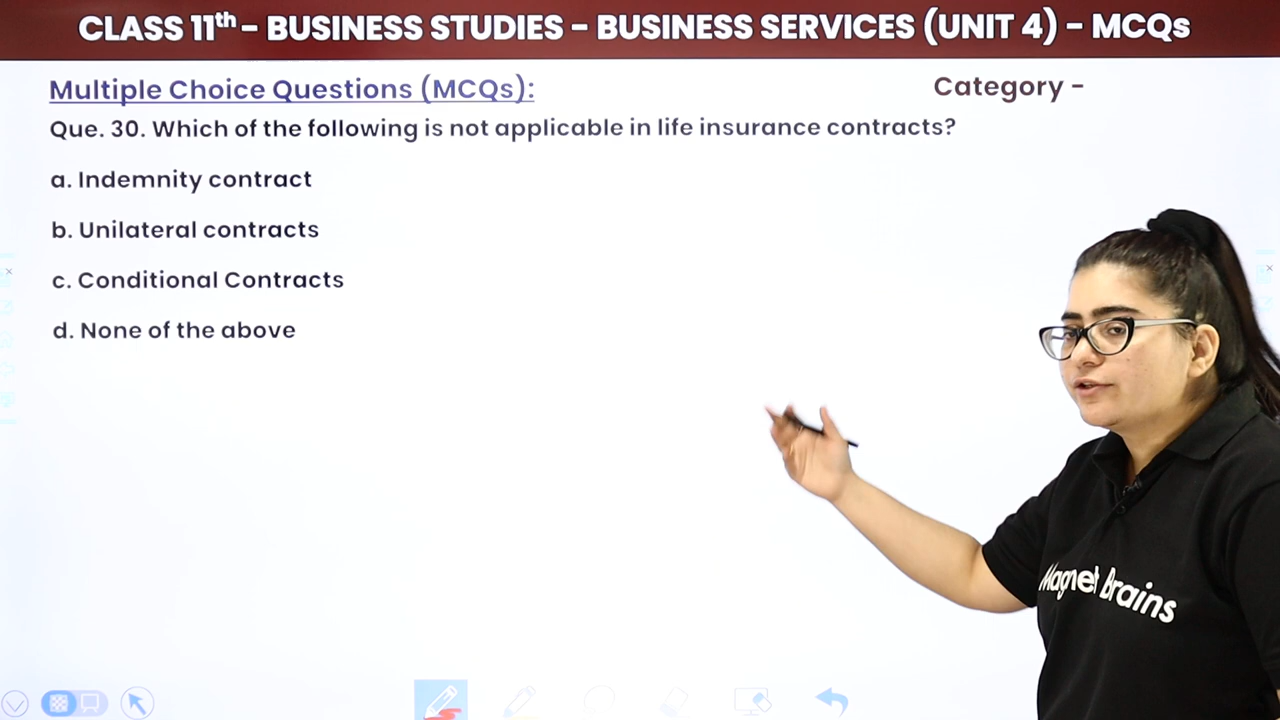 CLASS 11th - BUSINESS STUDIES - BUSINESS SERVICES (UNIT 4) - MCQs
Multiple Choice Questions (MCQs):
Category -
Que. 30. Which of the following is not applicable in life insurance contracts?
a. Indemnity contract
b. Unilateral contracts
c. Conditional Contracts
d. None of the above
Magnet Brains